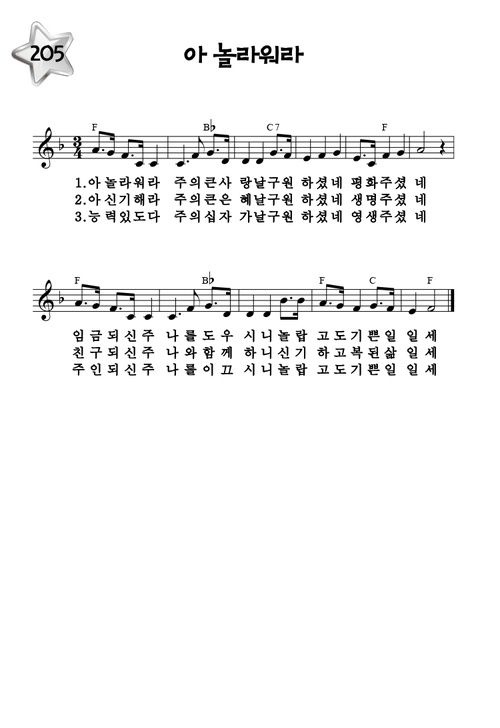 205
아 놀라워라
F B♭ C7 F
3/4
1.아놀라워라 주의큰사 랑날구원 하셨네 평화주셨 네
2.아신기해라 주의큰은 혜날구원 하셨네 생명주셨 네
3.능력있도다 주의십자 가날구원 하셨네 영생주셨 네
F B♭ F C F
임금되신주 나를도우 시니놀랍 고도기쁜일 일세
친구되신주 나와함께 하니신기 하고복된삶 일세
주인되신주 나를이끄 시니놀랍 고도기쁜일 일세